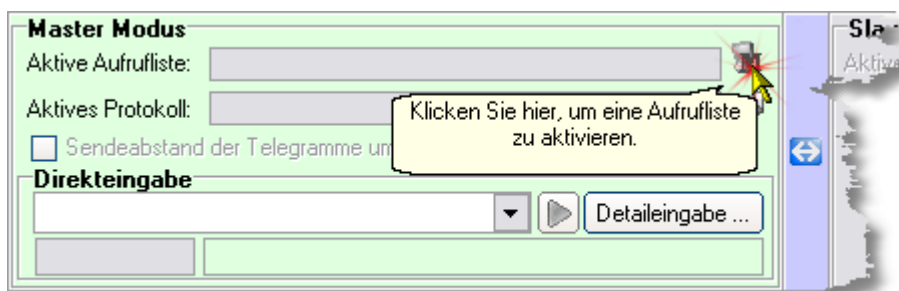 Master Modus
Aktive Aufrufliste:
Aktives Protokoll:
Klicken Sie hier, um eine Aufrufliste
zu aktivieren.
Sendeabstand der Telegramme um
Direkteingabe
Detaileingabe ...
Aktive